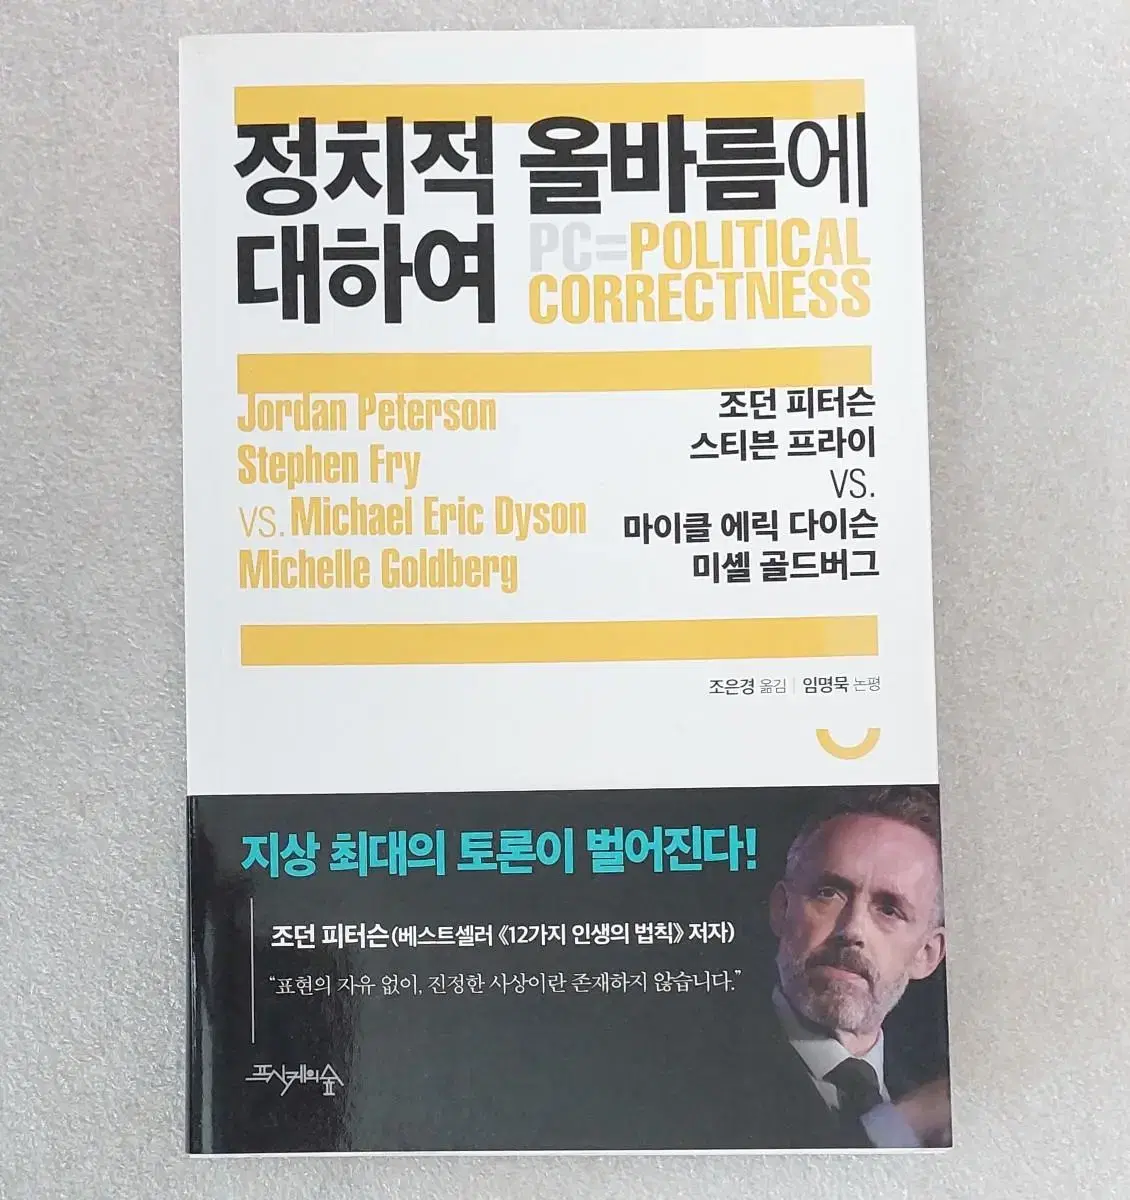 정치적 올바름에
대하여
PC=POLITICAL
CORRECTNESS
Jordan Peterson
Stephen Fry
VS. Michael Eric Dyson
Michelle Goldberg
조던 피터슨
스티븐 프라이
VS.
마이클 에릭 다이슨
미셸 골드버그
조은경 옮김 | 임명묵 논평
지상 최대의 토론이 벌어진다!
조던 피터슨(베스트셀러 《12가지 인생의 법칙》 저자)
“표현의 자유 없이, 진정한 사상이란 존재하지 않습니다.”
프시케의숲